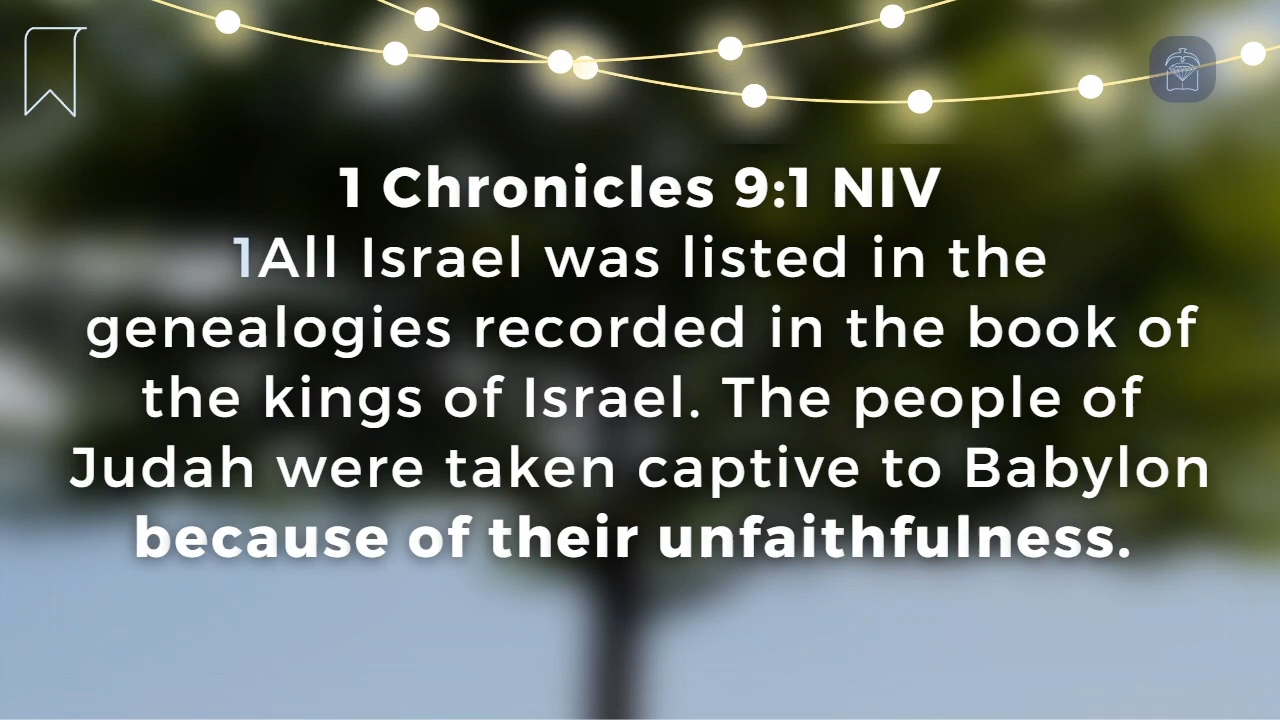 1 Chronicles 9:1 NIV
1All Israel was listed in the
genealogies recorded in the book of
the kings of Israel. The people of
Judah were taken captive to Babylon
because of their unfaithfulness.